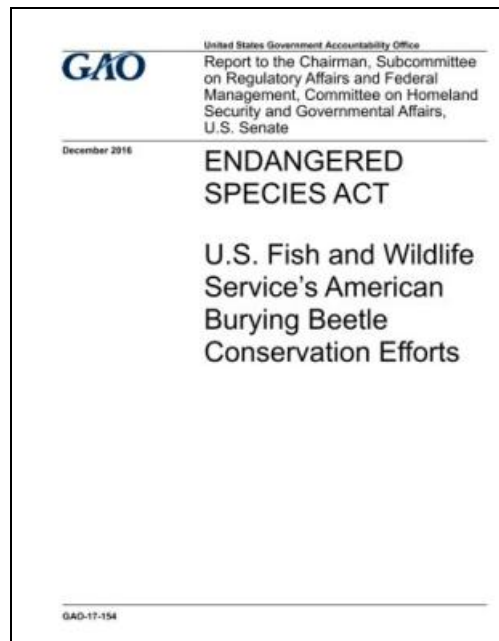 GAO
United States Government Accountability Office
Report to the Chairman, Subcommittee
on Regulatory Affairs and Federal
Management, Committee on Homeland
Security and Governmental Affairs,
U.S. Senate
December 2016
ENDANGERED
SPECIES ACT
U.S. Fish and Wildlife
Service's American
Burying Beetle
Conservation Efforts
GAO-17-154